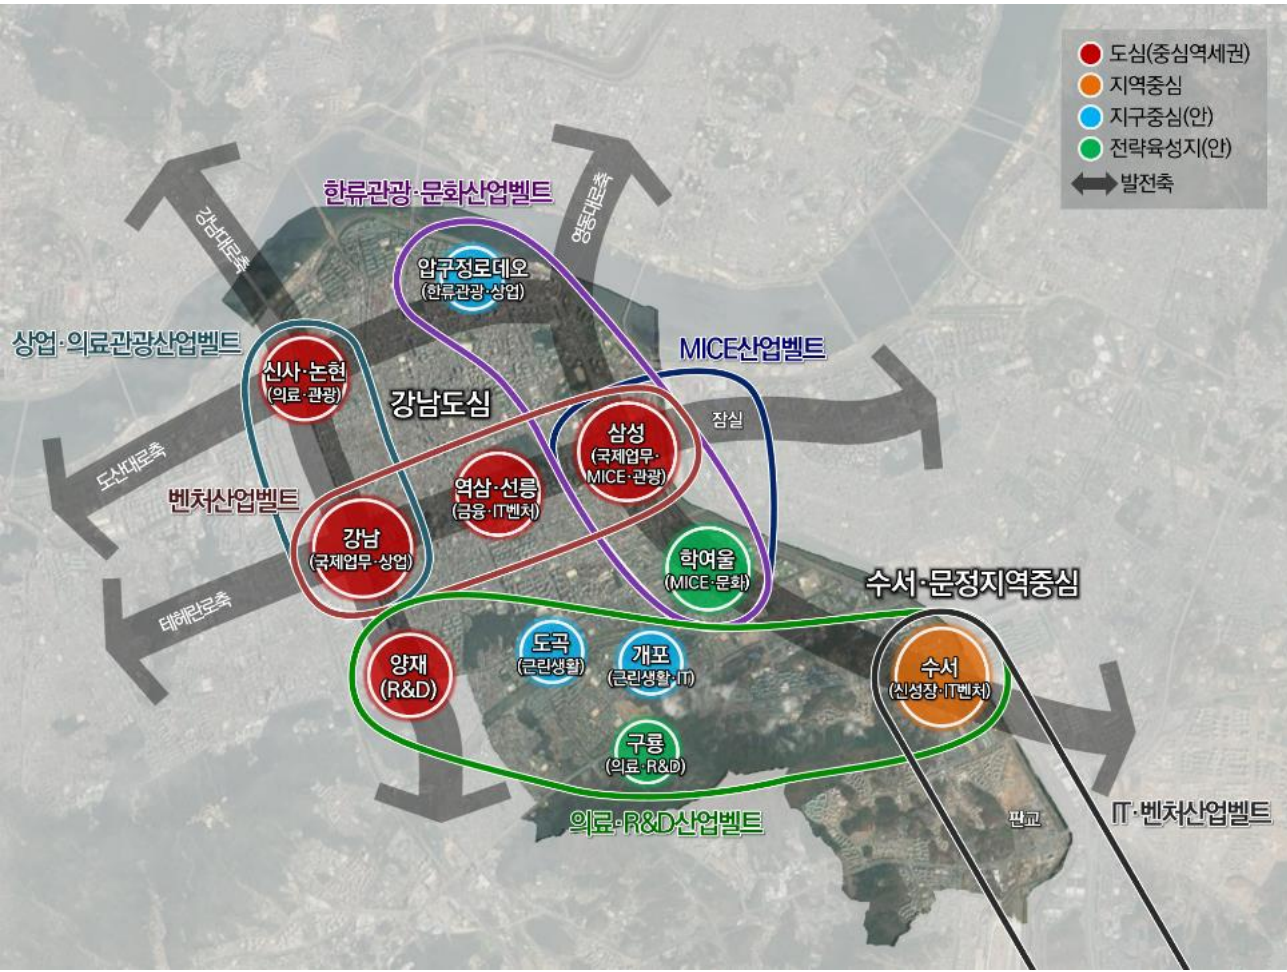 도심(중심역세권)
지역중심
지구중심(안)
전략육성지(안)
발전축
한류관광·문화산업벨트
강남대로축
영동대로축
압구정로데오
(한류관광·상업)
상업·의료관광산업벨트
MICE산업벨트
신사·논현
(의료·관광)
강남도심
잠실
삼성
(국제업무·
MICE·관광)
도산대로축
벤처산업벨트
역삼·선릉
(금융·IT벤처)
강남
(국제업무·상업)
학여울
(MICE·문화)
수서·문정지역중심
테헤란로축
양재
(R&D)
도곡
(근린생활)
개포
(근린생활·IT)
수서
(신성장·IT벤처)
구룡
(의료·R&D)
의료·R&D산업벨트
판교
IT·벤처산업벨트